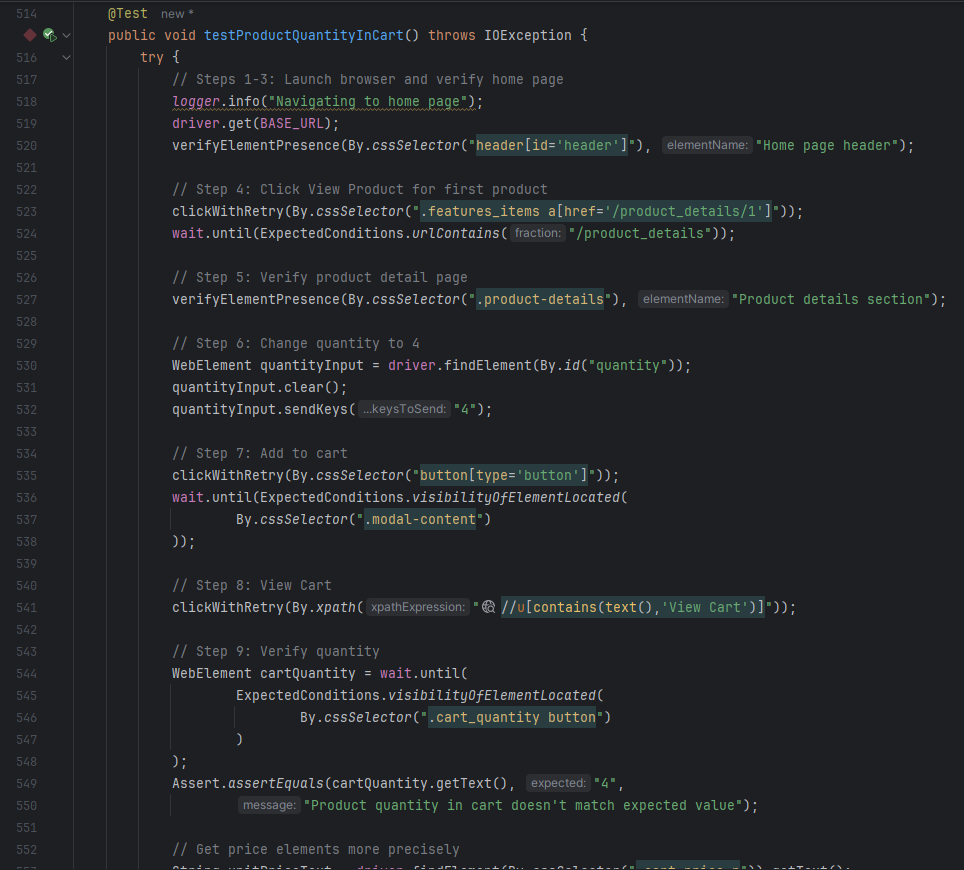 514 @Test new *
public void testProductQuantityInCart() throws IOException {
516 try {
517 // Steps 1-3: Launch browser and verify home page
518 logger.info("Navigating to home page");
519 driver.get(BASE_URL);
520 verifyElementPresence(By.cssSelector("header[id='header']"), elementName: "Home page header");
521
522 // Step 4: Click View Product for first product
523 clickWithRetry(By.cssSelector(".features_items a[href='/product_details/1']"));
524 wait.until(ExpectedConditions.urlContains( fraction: "/product_details"));
525
526 // Step 5: Verify product detail page
527 verifyElementPresence(By.cssSelector(".product-details"), elementName: "Product details section");
528
529 // Step 6: Change quantity to 4
530 WebElement quantityInput = driver.findElement(By.id("quantity"));
531 quantityInput.clear();
532 quantityInput.sendKeys( ...keysToSend: "4");
533
534 // Step 7: Add to cart
535 clickWithRetry(By.cssSelector("button[type='button']"));
536 wait.until(ExpectedConditions.visibilityOfElementLocated(
537 By.cssSelector(".modal-content")
538 ));
539
540 // Step 8: View Cart
541 clickWithRetry(By.xpath( xpathExpression: "//u[contains(text(),'View Cart')]"));
542
543 // Step 9: Verify quantity
544 WebElement cartQuantity = wait.until(
545 ExpectedConditions.visibilityOfElementLocated(
546 By.cssSelector(".cart_quantity button")
547 )
548 );
549 Assert.assertEquals(cartQuantity.getText(), expected: "4",
550 message: "Product quantity in cart doesn't match expected value");
551
552 // Get price elements more precisely